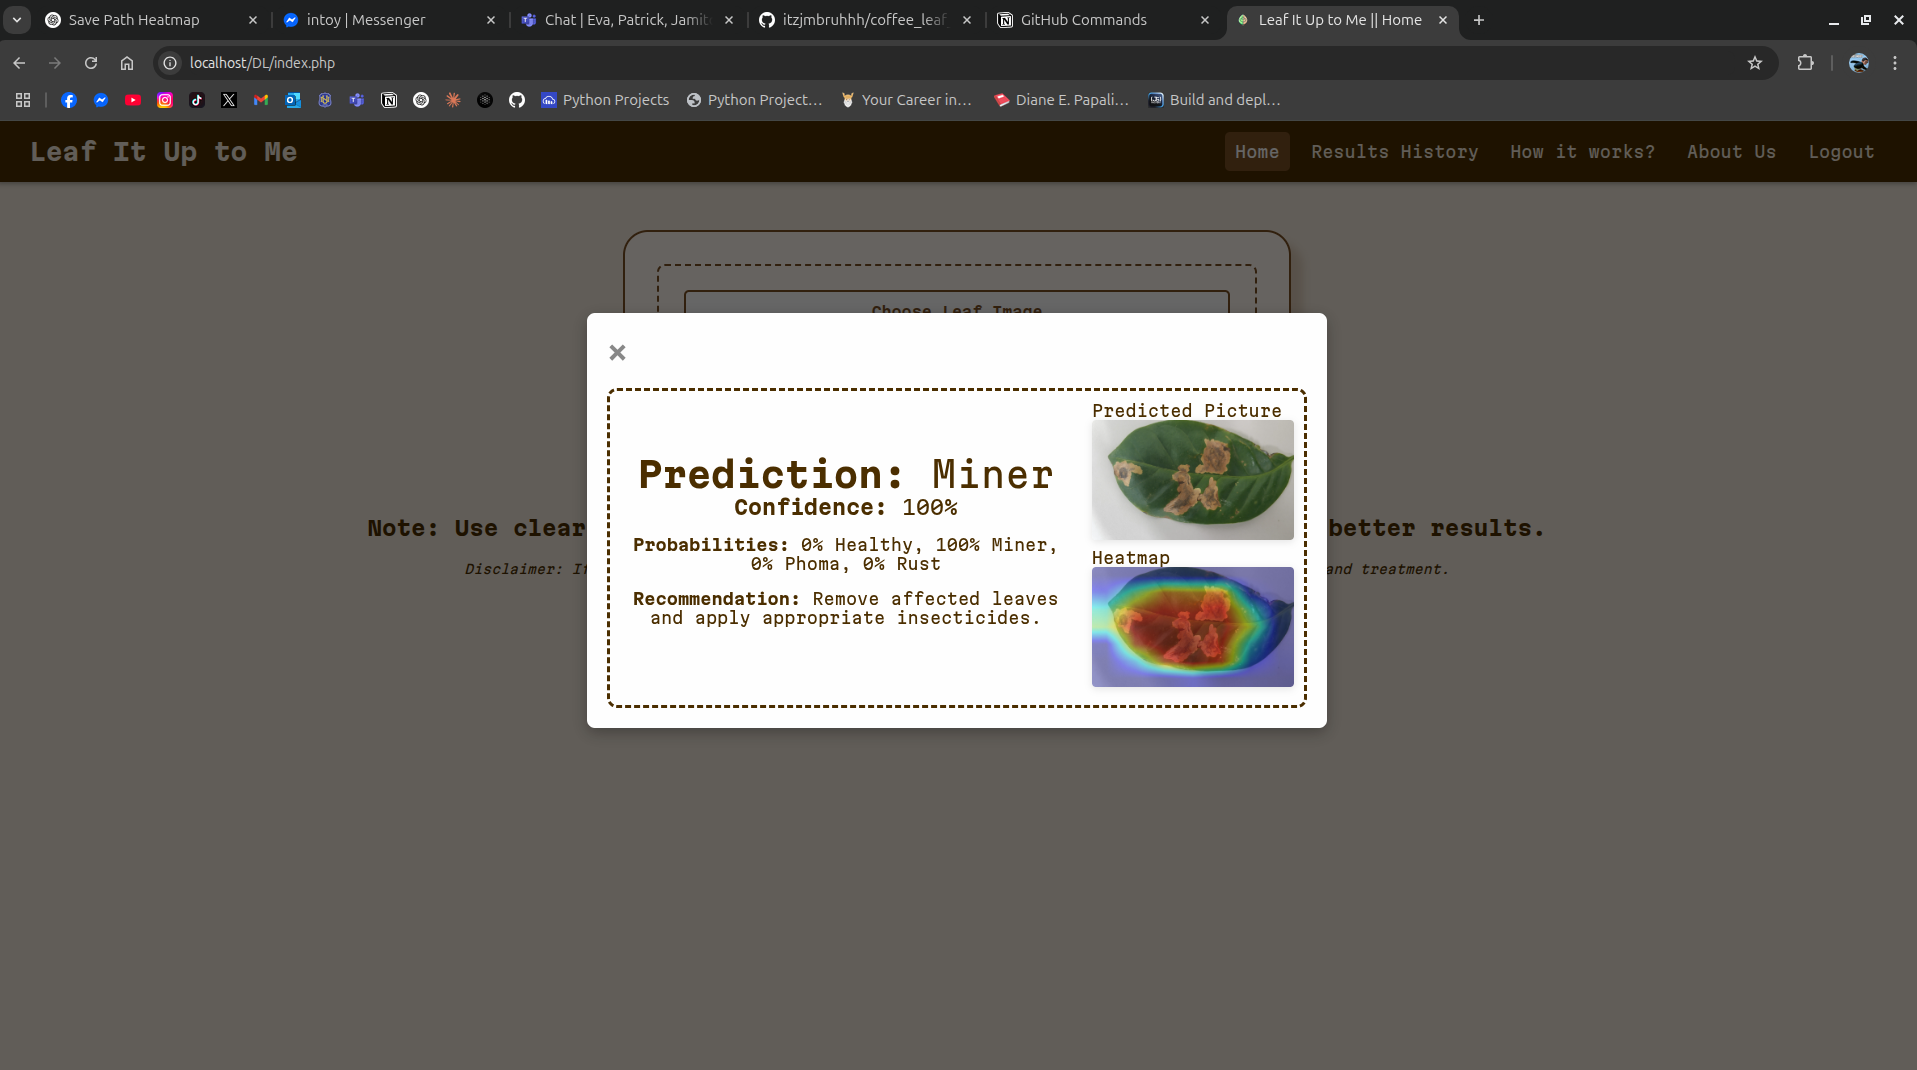 Save Path Heatmap
intoy | Messenger
Chat | Eva, Patrick, Jamit
itzjmbruhhh/coffee_leaf
GitHub Commands
Leaf It Up to Me || Home
localhost/DL/index.php
Python Projects
Python Project...
Your Career in...
Diane E. Papali...
Build and depl...
Leaf It Up to Me
Home
Results History
How it works?
About Us
Logout
Choose Leaf Image
Note: Use clear
better results.
Disclaimer: If
and treatment.
Prediction: Miner
Confidence: 100%
Probabilities: 0% Healthy, 100% Miner,
0% Phoma, 0% Rust
Recommendation: Remove affected leaves
and apply appropriate insecticides.
Predicted Picture
Heatmap